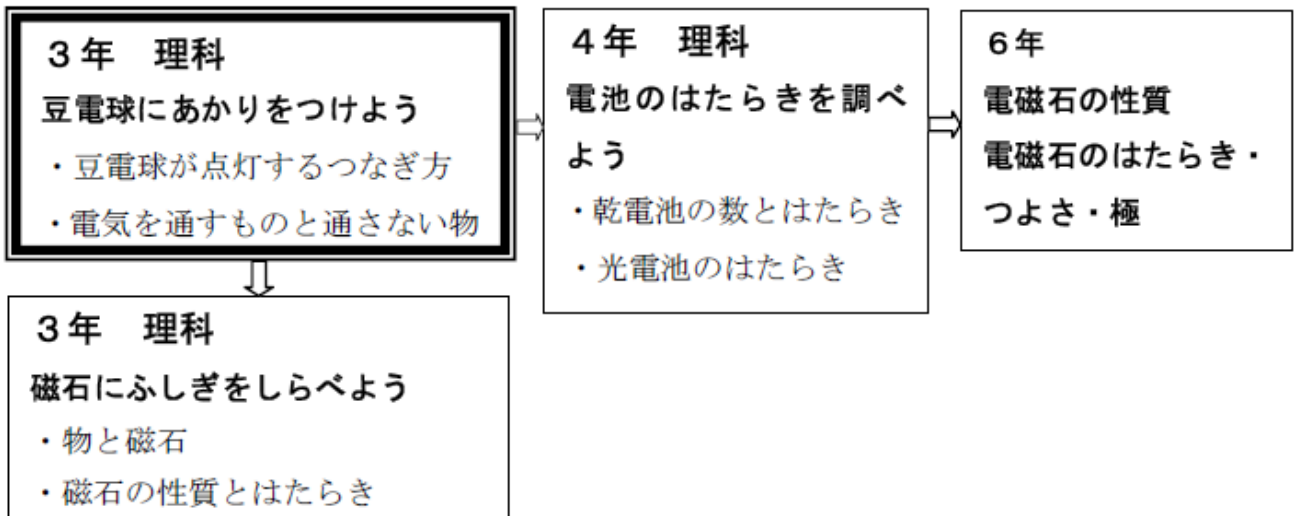 3年 理科
豆電球にあかりをつけよう
・豆電球が点灯するつなぎ方
・電気を通すものと通さない物
4年 理科
電池のはたらきを調べ
よう
・乾電池の数とはたらき
・光電池のはたらき
6年
電磁石の性質
電磁石のはたらき・
つよさ・極
3年 理科
磁石にふしぎをしらべよう
・物と磁石
・磁石の性質とはたらき